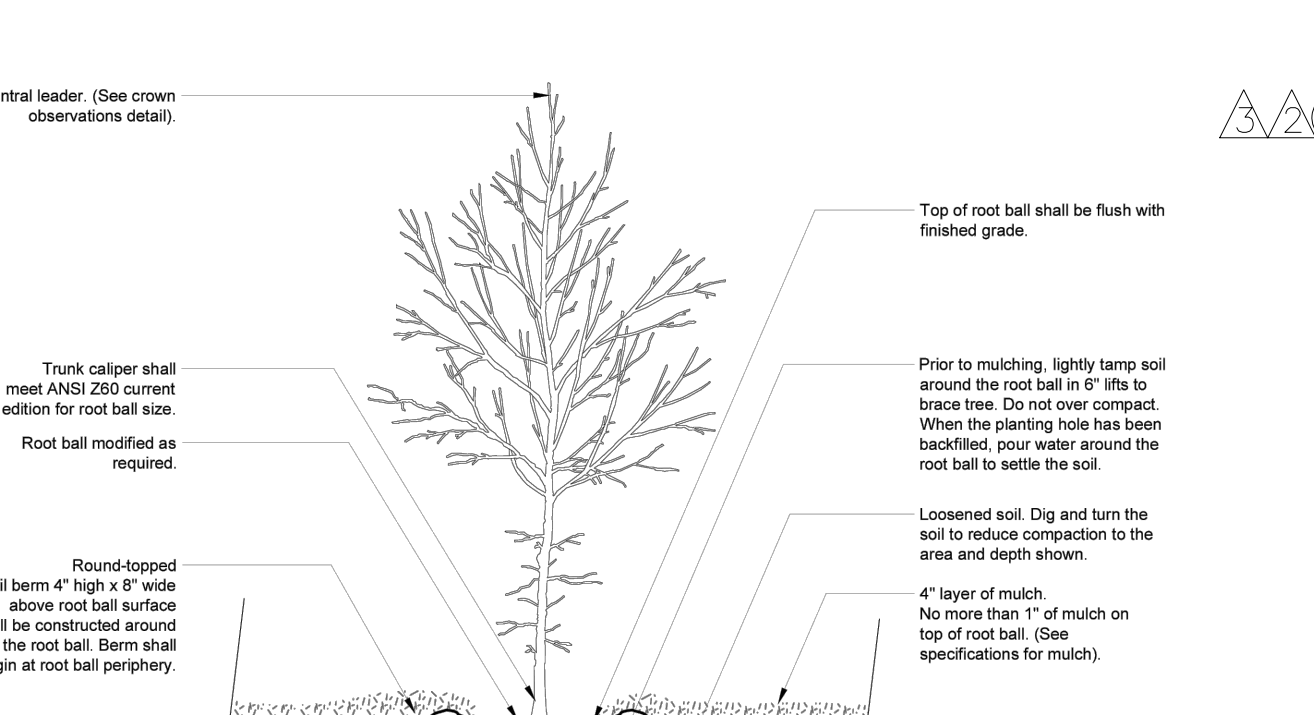 ntral leader. (See crown
observations detail).
3 2
Top of root ball shall be flush with
finished grade.
Trunk caliper shall
meet ANSI Z60 current
edition for root ball size.
Root ball modified as
required.
Prior to mulching, lightly tamp soil
around the root ball in 6" lifts to
brace tree. Do not over compact.
When the planting hole has been
backfilled, pour water around the
root ball to settle the soil.
Loosened soil. Dig and turn the
soil to reduce compaction to the
area and depth shown.
Round-topped
il berm 4" high x 8" wide
above root ball surface
ll be constructed around
the root ball. Berm shall
gin at root ball periphery.
4" layer of mulch.
No more than 1" of mulch on
top of root ball. (See
specifications for mulch).